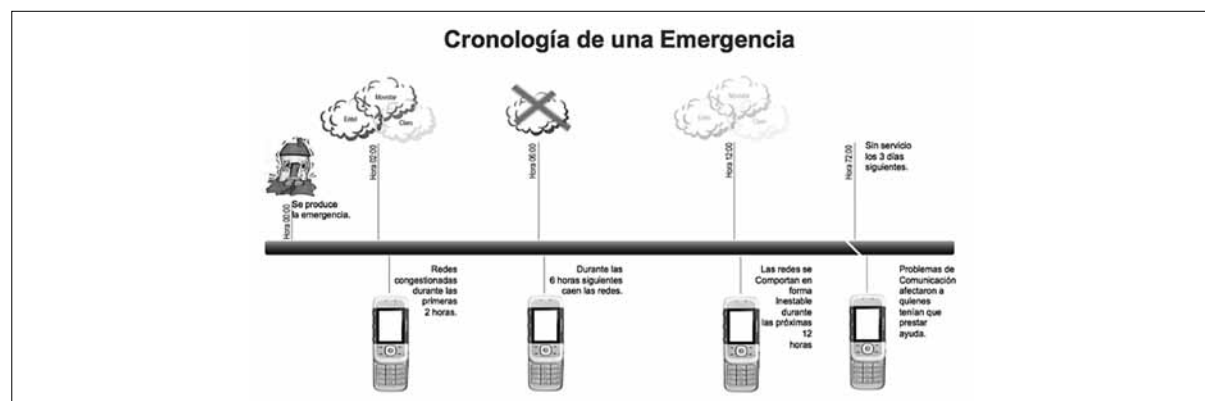 Cronología de una Emergencia
Movistar
Entel
Claro
Movistar
Entel
Claro
Hora 00:00
Se produce
la emergencia.
Hora 02:00
Hora 06:00
Hora 12:00
Hora 72:00
Sin servicio
los 3 días
siguientes.
Redes
congestionadas
durante las
primeras
2 horas.
Durante las
6 horas siguientes
caen las redes.
Las redes se
Comportan en
forma
Inestable
durante
las próximas
12
horas
Problemas de
Comunicación
afectaron a
quienes
tenían que
prestar
ayuda.